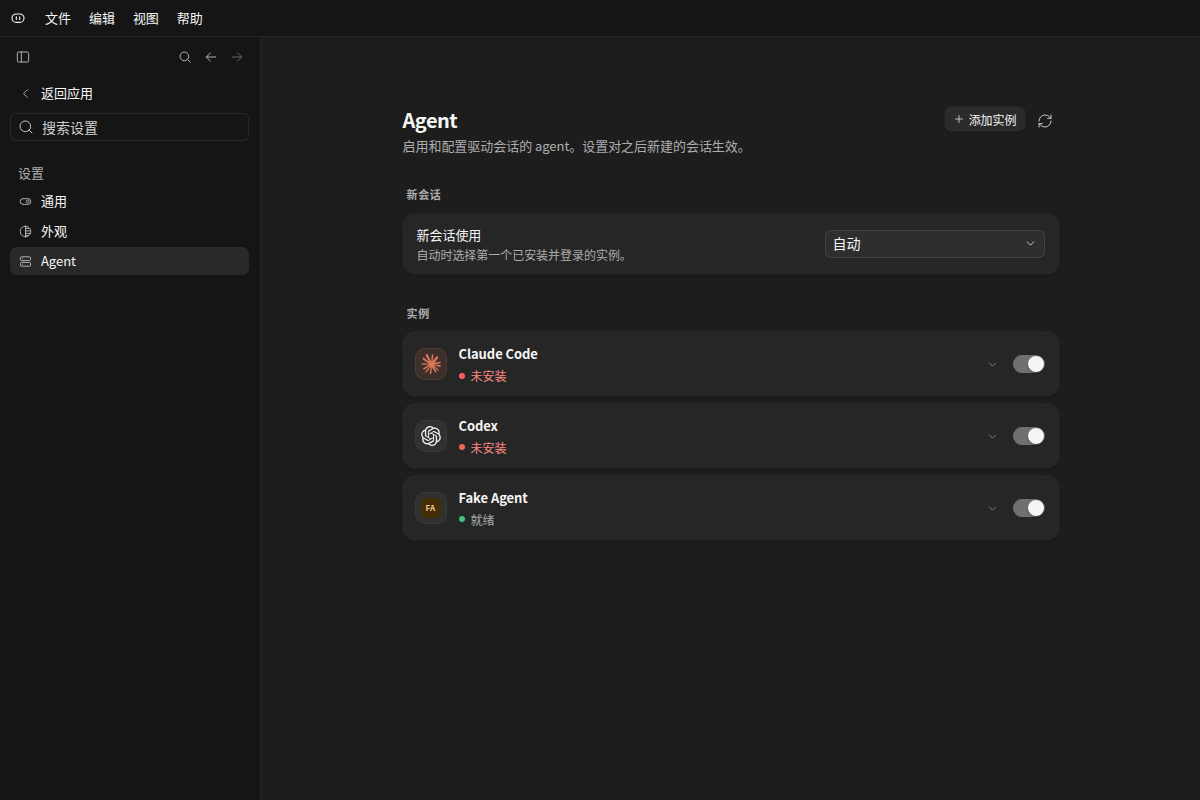 文件 编辑 视图 帮助
返回应用
搜索设置
设置
通用
外观
Agent
Agent
添加实例
启用和配置驱动会话的 agent。设置对之后新建的会话生效。
新会话
新会话使用
自动时选择第一个已安装并登录的实例。
自动
实例
Claude Code
未安装
Codex
未安装
FA
Fake Agent
就绪